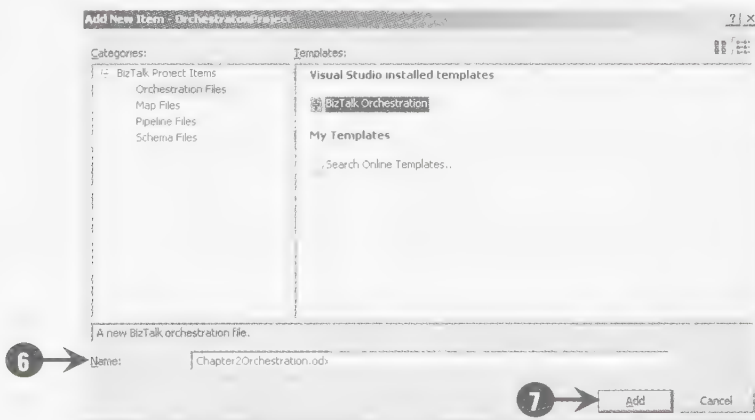 Add New Item - OrchestrationProject
Categories:
Templates:
BizTalk Project Items
Orchestration Files
Map Files
Pipeline Files
Schema Files
Visual Studio installed templates
BizTalk Orchestration
My Templates
Search Online Templates..
A new BizTalk orchestration file.
6
Name:
Chapter2Orchestration.odx
7
Add
Cancel